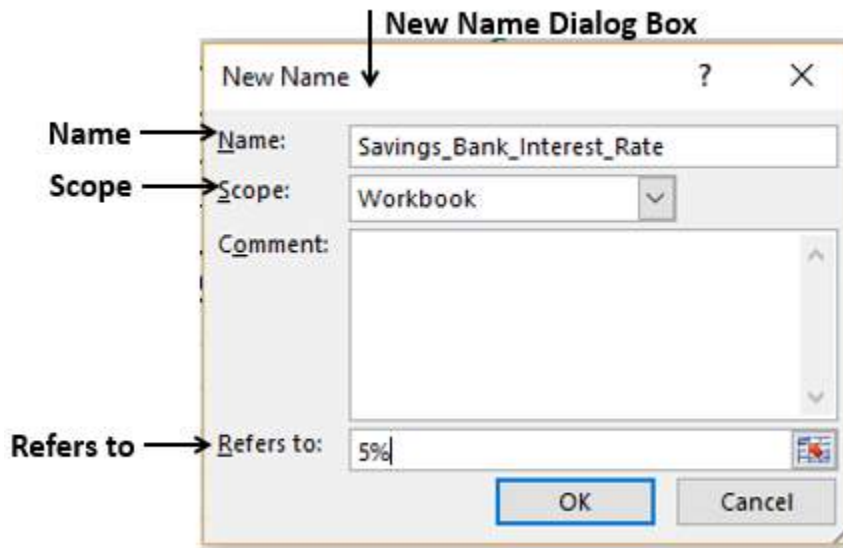 New Name Dialog Box
New Name ?
Name Name: Savings_Bank_Interest_Rate
Scope Scope: Workbook
Comment:
Refers to Refers to: 5%
OK Cancel